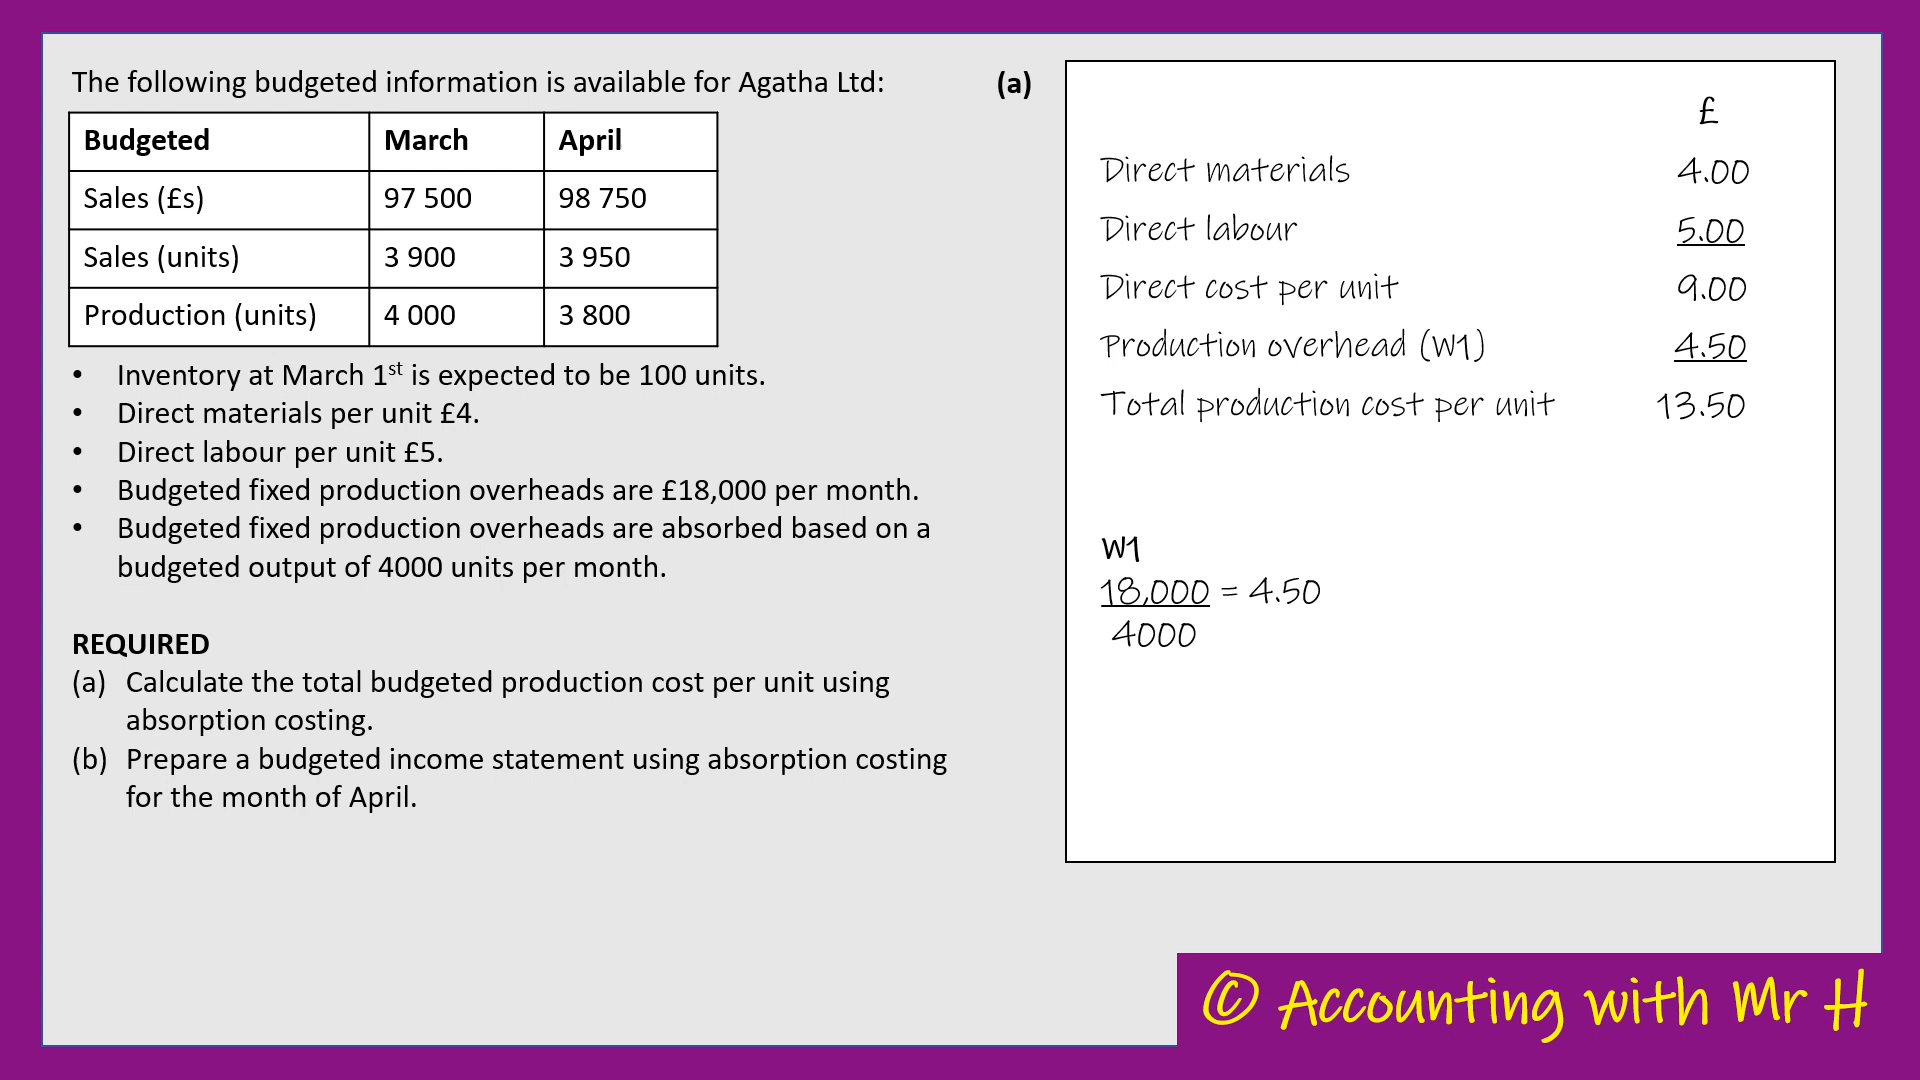 The following budgeted information is available for Agatha Ltd:
Budgeted March April
Sales (£s) 97 500 98 750
Sales (units) 3 900 3 950
Production (units) 4 000 3 800
• Inventory at March 1st is expected to be 100 units.
• Direct materials per unit £4.
• Direct labour per unit £5.
• Budgeted fixed production overheads are £18,000 per month.
• Budgeted fixed production overheads are absorbed based on a
budgeted output of 4000 units per month.
REQUIRED
(a) Calculate the total budgeted production cost per unit using
absorption costing.
(b) Prepare a budgeted income statement using absorption costing
for the month of April.
(a)
£
Direct materials 4.00
Direct labour 5.00
Direct cost per unit 9.00
Production overhead (W1) 4.50
Total production cost per unit 13.50
W1
18,000 = 4.50
4000
© Accounting with Mr H